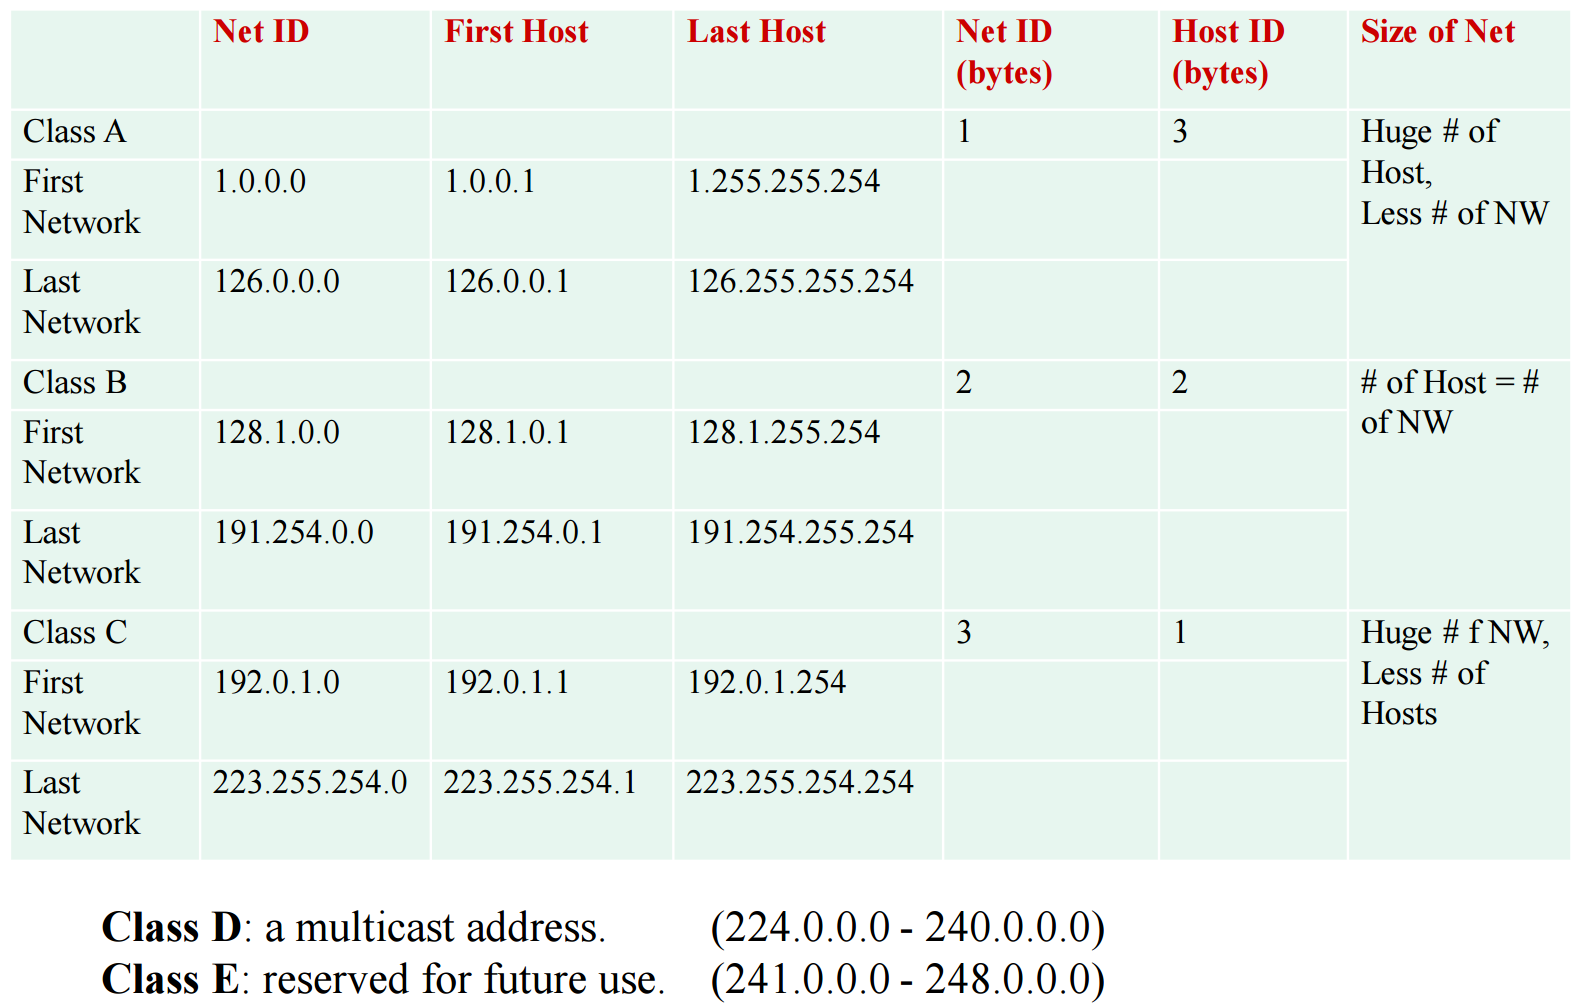 Net ID First Host Last Host Net ID (bytes) Host ID (bytes) Size of Net
Class A 1 3 Huge # of Host, Less # of NW
First Network 1.0.0.0 1.0.0.1 1.255.255.254
Last Network 126.0.0.0 126.0.0.1 126.255.255.254
Class B 2 2 # of Host = # of NW
First Network 128.1.0.0 128.1.0.1 128.1.255.254
Last Network 191.254.0.0 191.254.0.1 191.254.255.254
Class C 3 1 Huge # f NW, Less # of Hosts
First Network 192.0.1.0 192.0.1.1 192.0.1.254
Last Network 223.255.254.0 223.255.254.1 223.255.254.254
Class D: a multicast address. (224.0.0.0 - 240.0.0.0)
Class E: reserved for future use. (241.0.0.0 - 248.0.0.0)